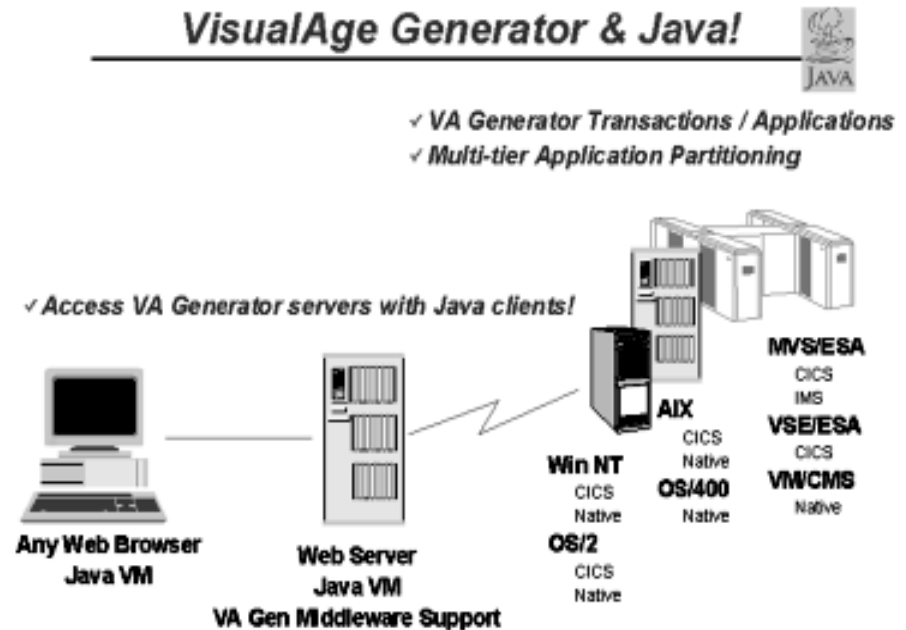 VisualAge Generator & Java!
JAVA
✓ VA Generator Transactions / Applications
✓ Multi-tier Application Partitioning
✓ Access VA Generator servers with Java clients!
Any Web Browser
Java VM
Web Server
Java VM
VA Gen Middleware Support
Win NT
CICS
Native
OS/2
CICS
Native
AIX
CICS
Native
OS/400
Native
MVS/ESA
CICS
IMS
VSE/ESA
CICS
VM/CMS
Native